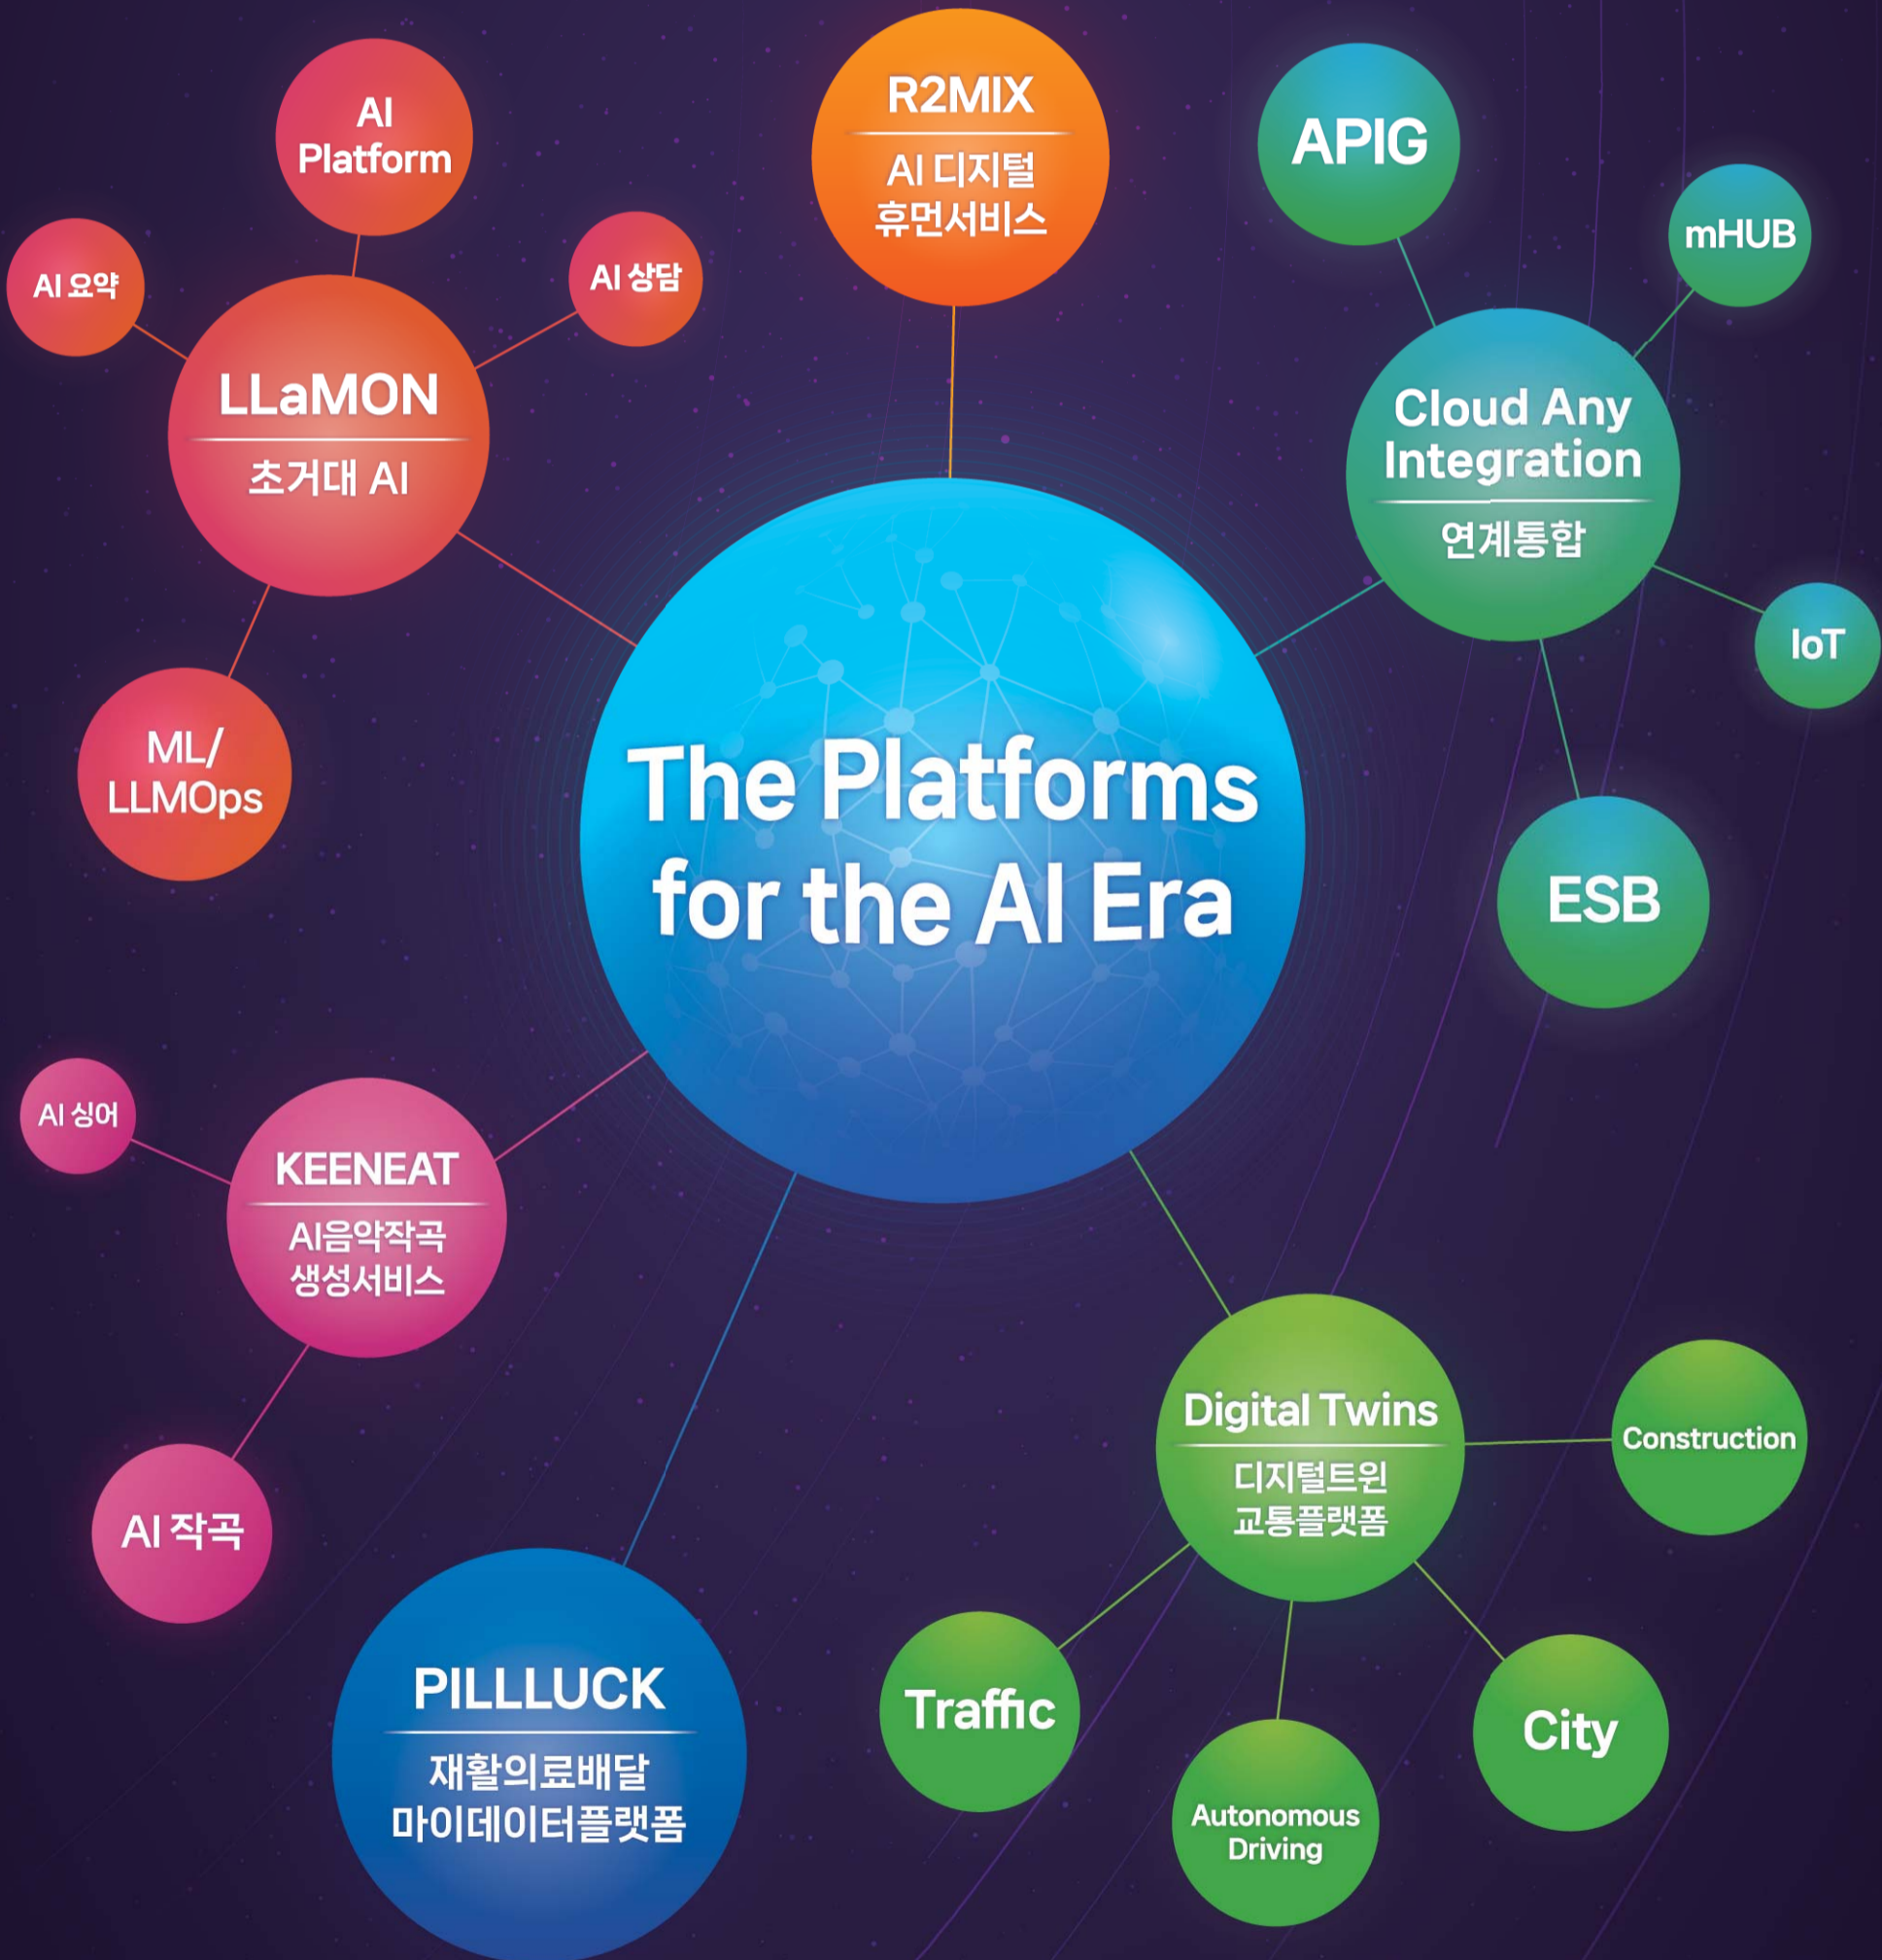 AI
Platform
AI 요약
AI 상담
LLaMON
초거대 AI
ML/
LLMOps
R2MIX
AI 디지털
휴먼서비스
APIG
mHUB
Cloud Any
Integration
연계통합
IoT
ESB
The Platforms
for the AI Era
AI 싱어
KEENEAT
AI음악작곡
생성서비스
AI 작곡
PILLLUCK
재활의료배달
마이데이터플랫폼
Digital Twins
디지털트윈
교통플랫폼
Construction
Traffic
Autonomous
Driving
City